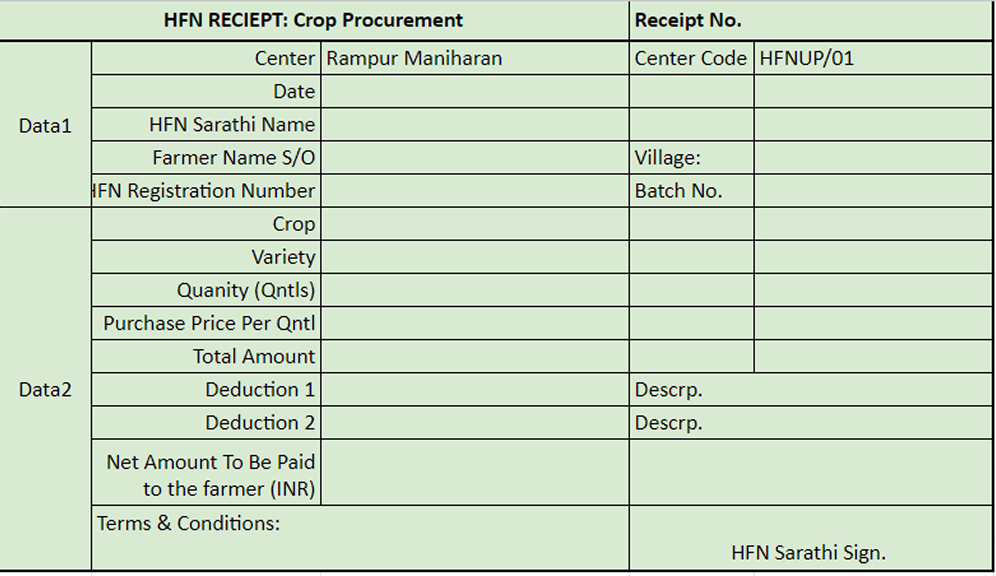 HFN RECIEPT: Crop Procurement Receipt No.
Center Rampur Maniharan Center Code HFNUP/01
Date
Data1
HFN Sarathi Name
Farmer Name S/O Village:
HFN Registration Number Batch No.
Crop
Variety
Quanity (Qntls)
Purchase Price Per Qntl
Total Amount
Data2
Deduction 1 Descrp.
Deduction 2 Descrp.
Net Amount To Be Paid
to the farmer (INR)
Terms & Conditions:
HFN Sarathi Sign.